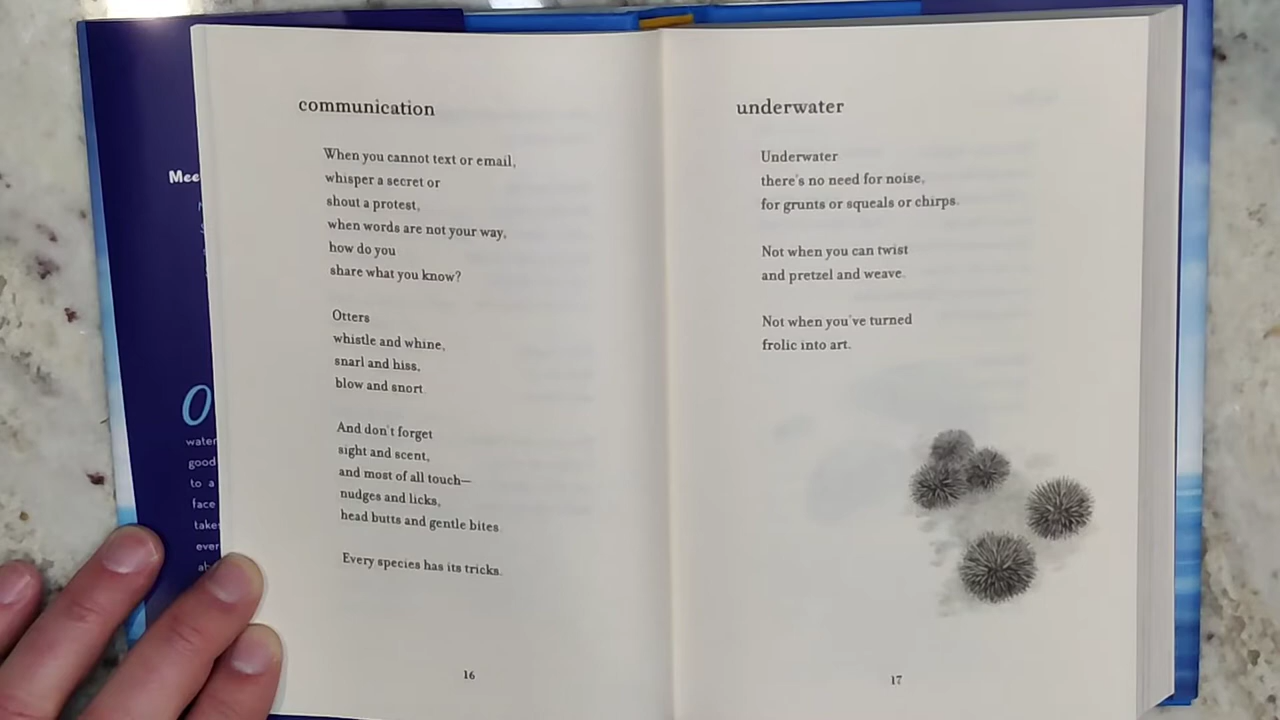 Mee
O
water
good
to a
face
take
ever
communication
When you cannot text or email,
whisper a secret or
shout a protest,
when words are not your way,
how do you
share what you know?
Otters
whistle and whine,
snarl and hiss,
blow and snort.
And don't forget
sight and scent,
and most of all touch—
nudges and licks,
head butts and gentle bites.
Every species has its tricks.
16
underwater
Underwater
there's no need for noise,
for grunts or squeals or chirps.
Not when you can twist
and pretzel and weave.
Not when you've turned
frolic into art.
17